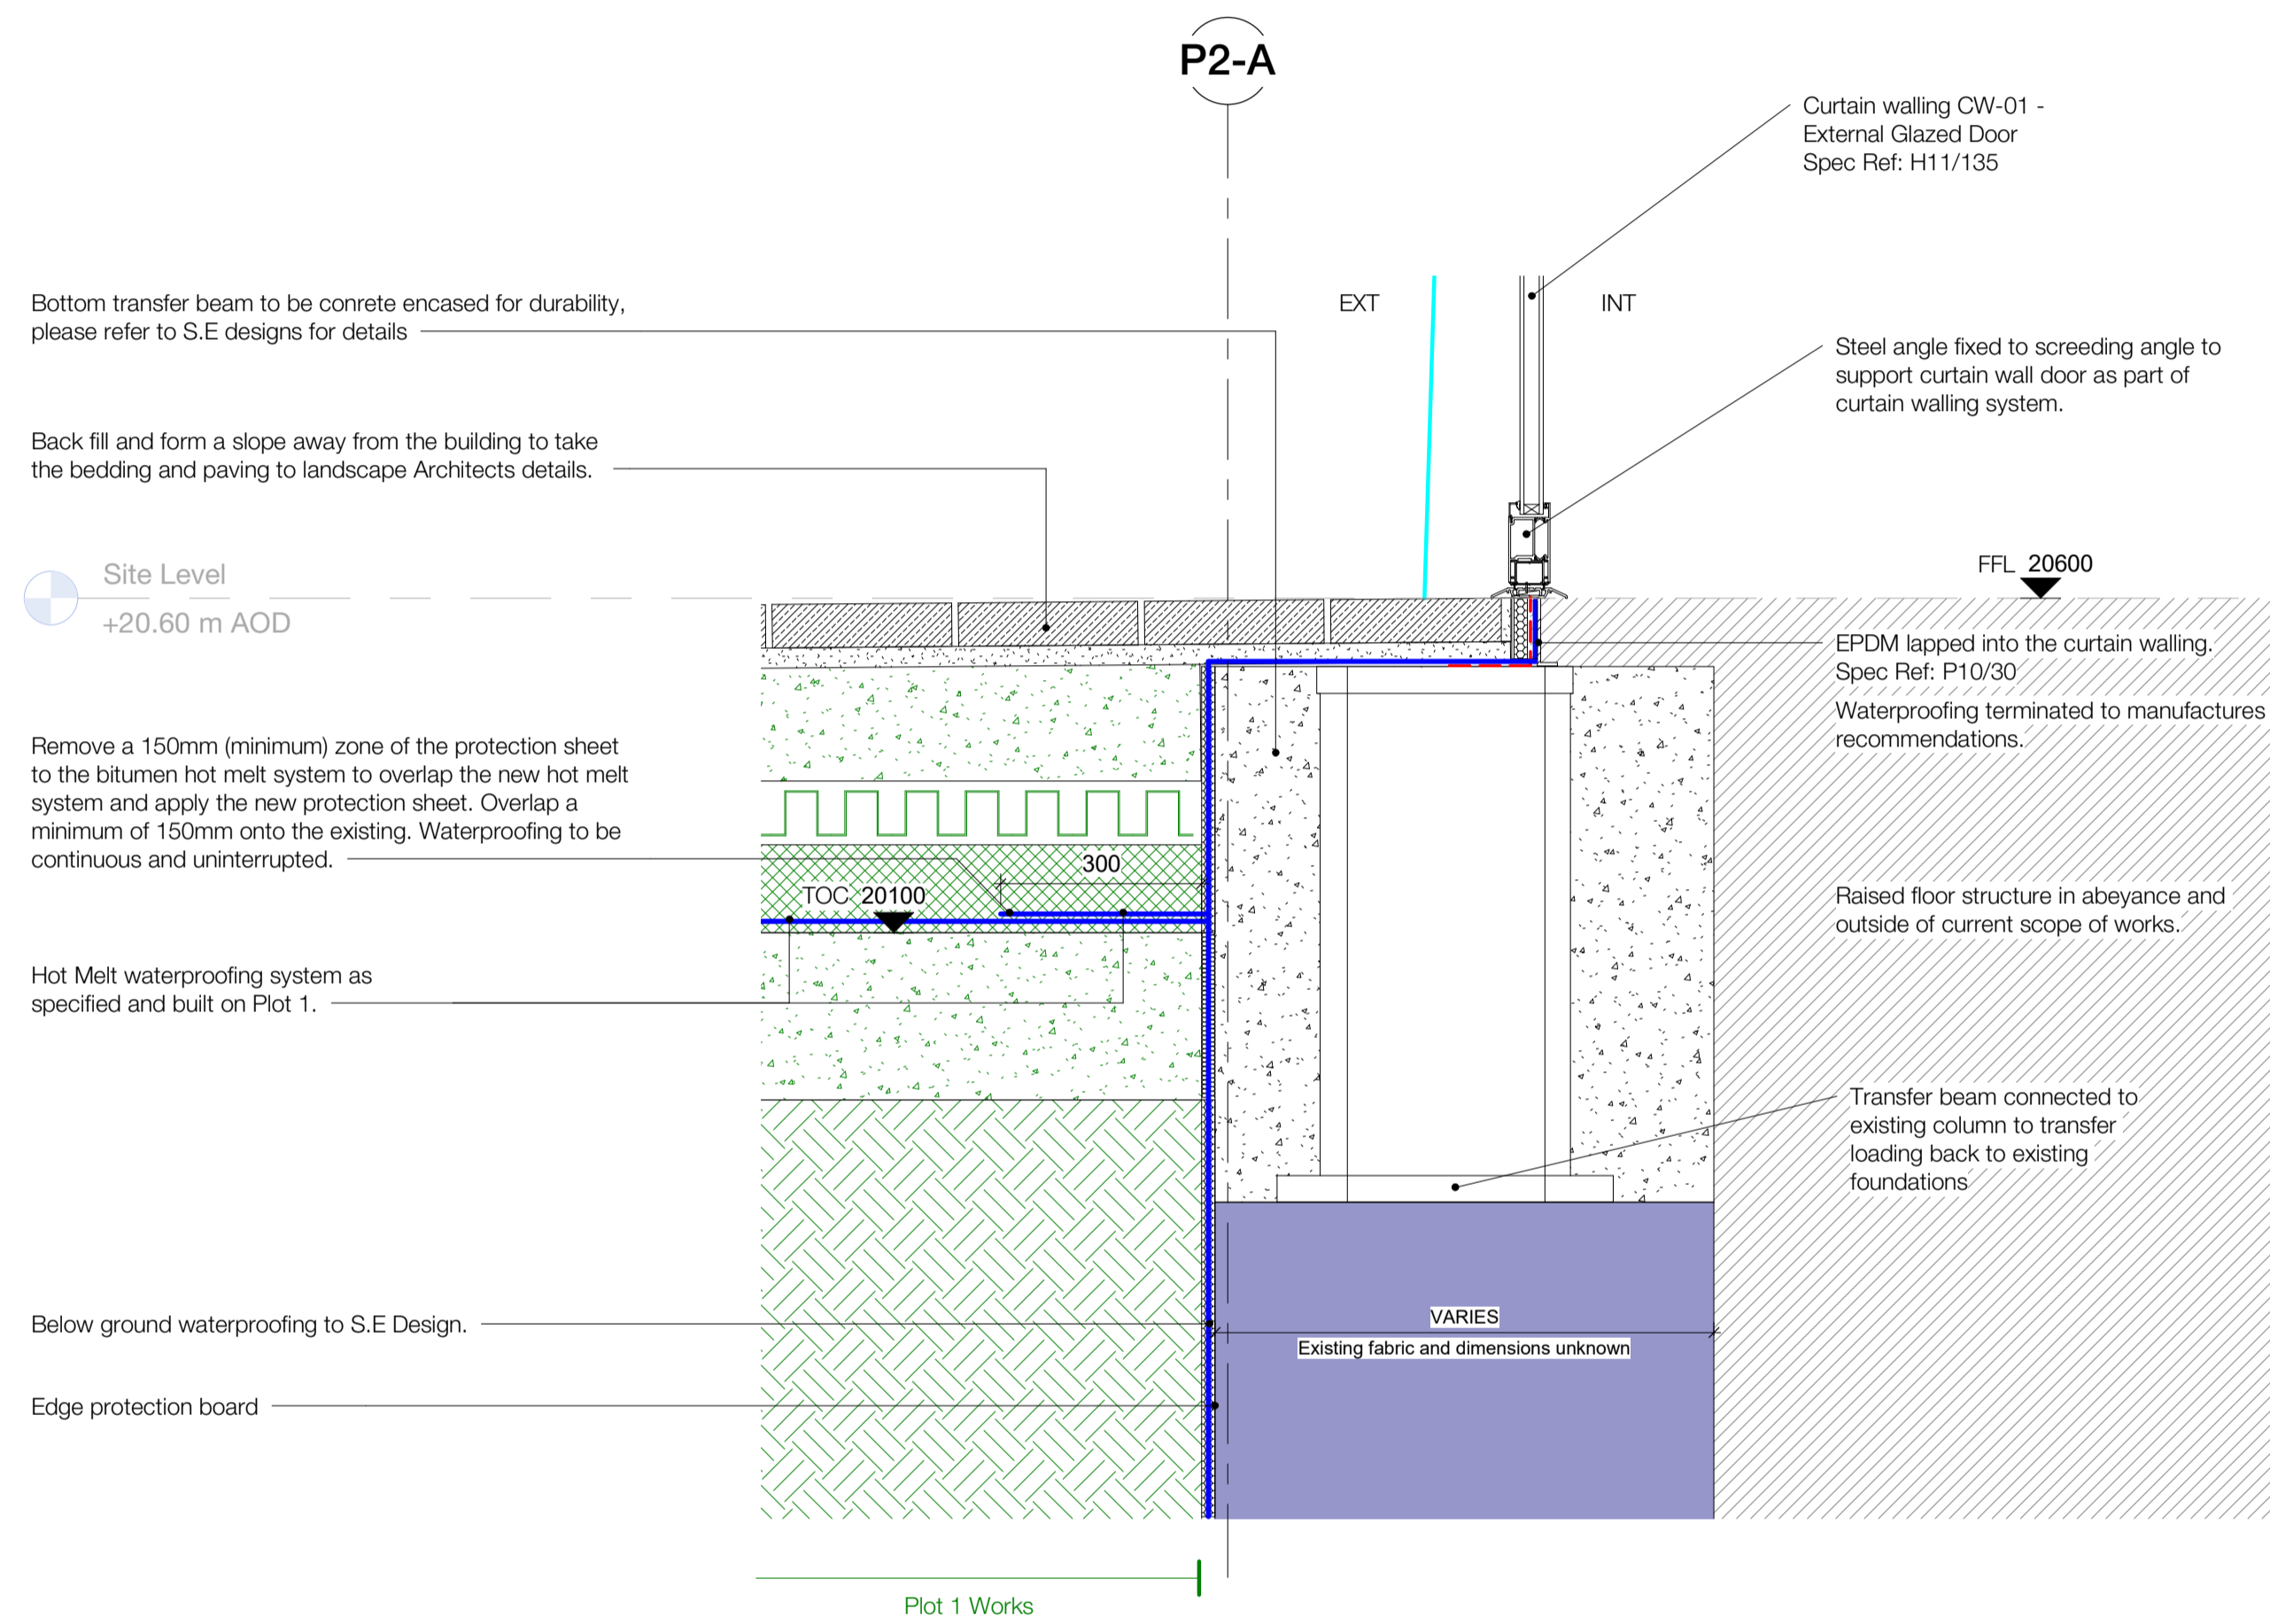 P2-A
Curtain walling CW-01 -
External Glazed Door
Spec Ref: H11/135
Bottom transfer beam to be conrete encased for durability,
please refer to S.E designs for details
EXT
INT
Steel angle fixed to screeding angle to
support curtain wall door as part of
curtain walling system.
Back fill and form a slope away from the building to take
the bedding and paving to landscape Architects details.
Site Level
+20.60 m AOD
FFL 20600
EPDM lapped into the curtain walling.
Spec Ref: P10/30
Waterproofing terminated to manufactures
recommendations.
Remove a 150mm (minimum) zone of the protection sheet
to the bitumen hot melt system to overlap the new hot melt
system and apply the new protection sheet. Overlap a
minimum of 150mm onto the existing. Waterproofing to be
continuous and uninterrupted.
300
TOC 20100
Raised floor structure in abeyance and
outside of current scope of works.
Hot Melt waterproofing system as
specified and built on Plot 1.
Transfer beam connected to
existing column to transfer
loading back to existing
foundations
Below ground waterproofing to S.E Design.
VARIES
Existing fabric and dimensions unknown
Edge protection board
Plot 1 Works